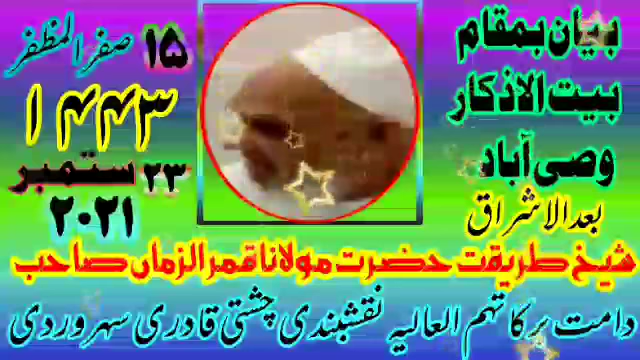 بیان بمقام
بیت الاذکار
وصی آباد
بعد الاشراق
۱۵ صفر المظفر
۱۴۴۳
۲۳ ستمبر
۲۰۲۱
شیخ طریقت حضرت مولانا قمر الزماں صاحب
دامت برکاتہم العالیہ نقشبندی چشتی قادری سہروردی